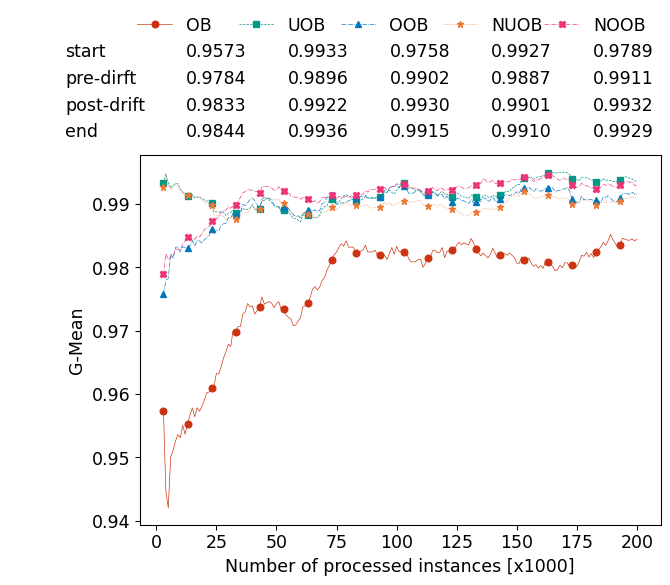 OB UOB OOB NUOB NOOB
start 0.9573 0.9933 0.9758 0.9927 0.9789
pre-dirft 0.9784 0.9896 0.9902 0.9887 0.9911
post-drift 0.9833 0.9922 0.9930 0.9901 0.9932
end 0.9844 0.9936 0.9915 0.9910 0.9929
0.99
0.98
0.97
0.96
0.95
0.94
G-Mean
0 25 50 75 100 125 150 175 200
Number of processed instances [x1000]